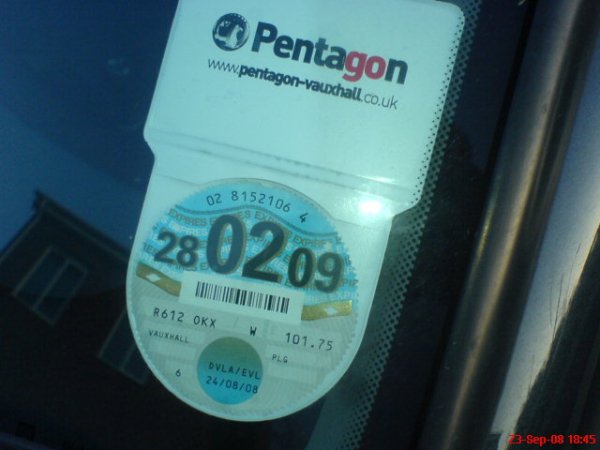 Pentagon
www.pentagon-vauxhall.co.uk
02 8152106 4
28 02 09
R612 OKX W 101.75
VAUXHALL PLG
6 DVLA/EVL
24/08/08
23-Sep-08 18:45